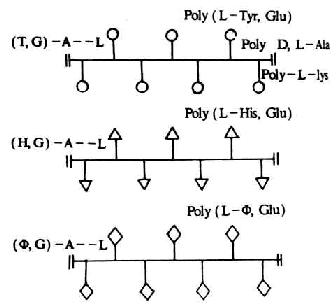 Poly (L-Tyr, Glu)
(T, G) -A--L
Poly D, L-Ala
Poly-L-lys
Poly (L-His, Glu)
(H, G) -A--L
Poly (L-Φ, Glu)
(Φ, G) -A--L